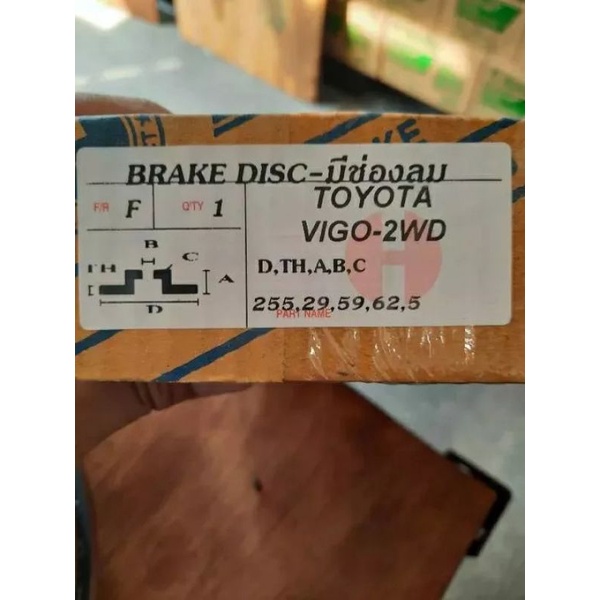 BRAKE DISC-มีช่องลม
F/R F Q'TY 1
TOYOTA
VIGO-2WD
B
C
TH
A
D
D,TH,A,B,C
255,29,59,62,5
PART NAME
H